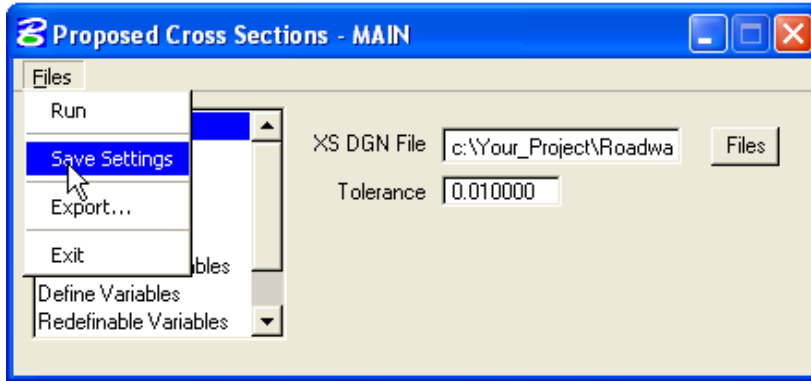 Proposed Cross Sections - MAIN
Files
Run
Save Settings
Export...
Exit
XS DGN File
c:\Your_Project\Roadwa
Files
Tolerance
0.010000
bles
Define Variables
Redefinable Variables